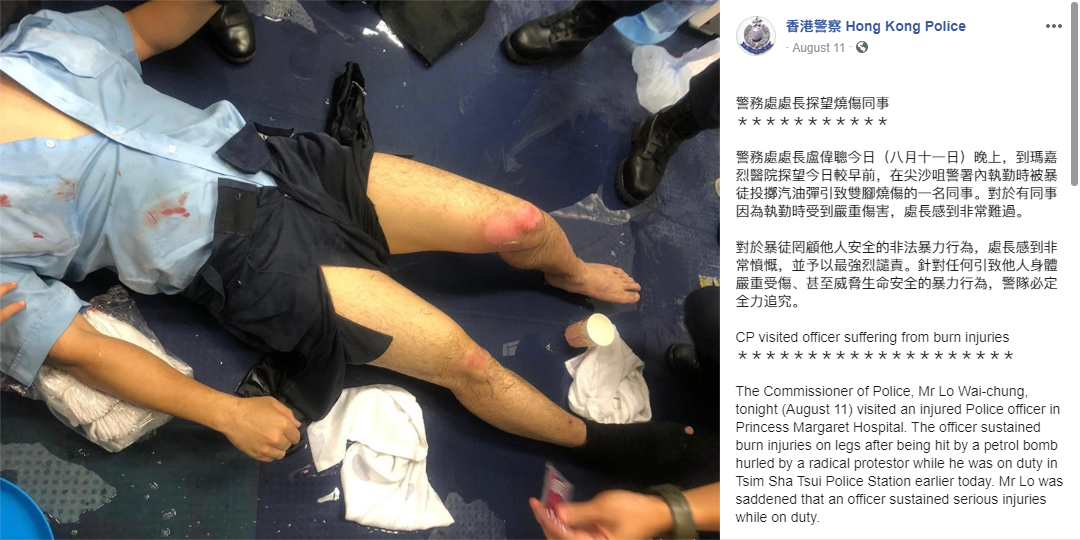 香港警察 Hong Kong Police
· August 11 ·
警務處處長探望燒傷同事
＊＊＊＊＊＊＊＊＊＊＊
警務處處長盧偉聰今日（八月十一日）晚上，到瑪嘉
烈醫院探望今日較早前，在尖沙咀警署內執勤時被暴
徒投擲汽油彈引致雙腳燒傷的一名同事。對於有同事
因為執勤時受到嚴重傷害，處長感到非常難過。
對於暴徒罔顧他人安全的非法暴力行為，處長感到非
常憤慨，並予以最強烈譴責。針對任何引致他人身體
嚴重受傷、甚至威脅生命安全的暴力行為，警隊必定
全力追究。
CP visited officer suffering from burn injuries
＊＊＊＊＊＊＊＊＊＊＊＊＊＊＊＊＊＊＊＊
The Commissioner of Police, Mr Lo Wai-chung,
tonight (August 11) visited an injured Police officer in
Princess Margaret Hospital. The officer sustained
burn injuries on legs after being hit by a petrol bomb
hurled by a radical protestor while he was on duty in
Tsim Sha Tsui Police Station earlier today. Mr Lo was
saddened that an officer sustained serious injuries
while on duty.